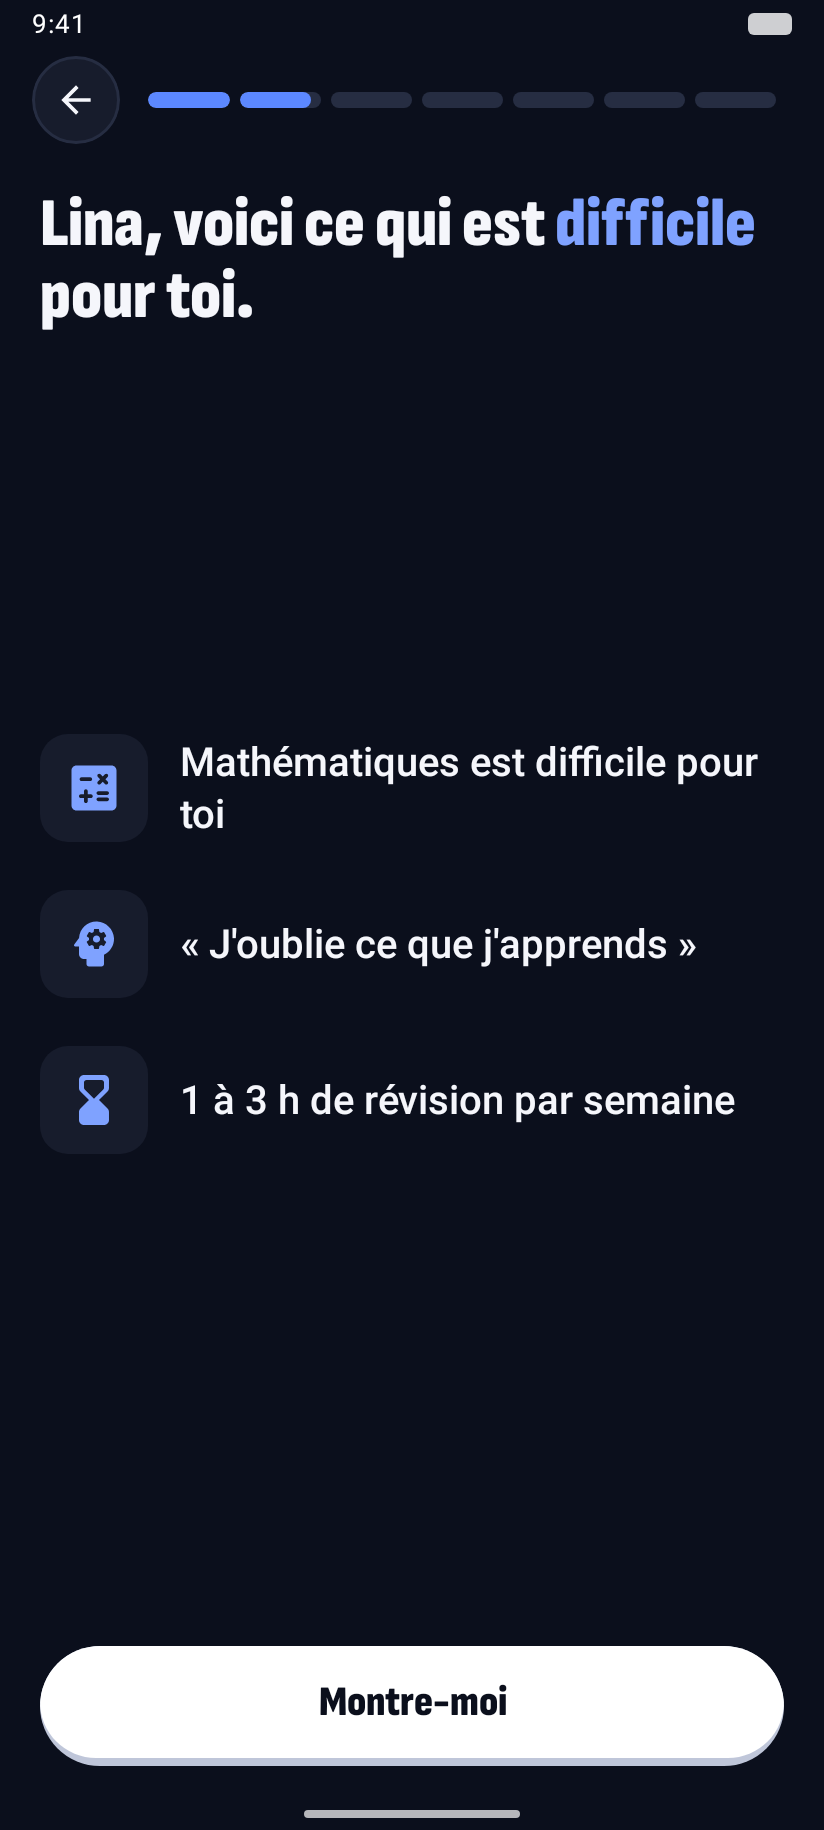 9:41
Lina, voici ce qui est difficile
pour toi.
Mathématiques est difficile pour
toi
« J'oublie ce que j'apprends »
1 à 3 h de révision par semaine
Montre-moi